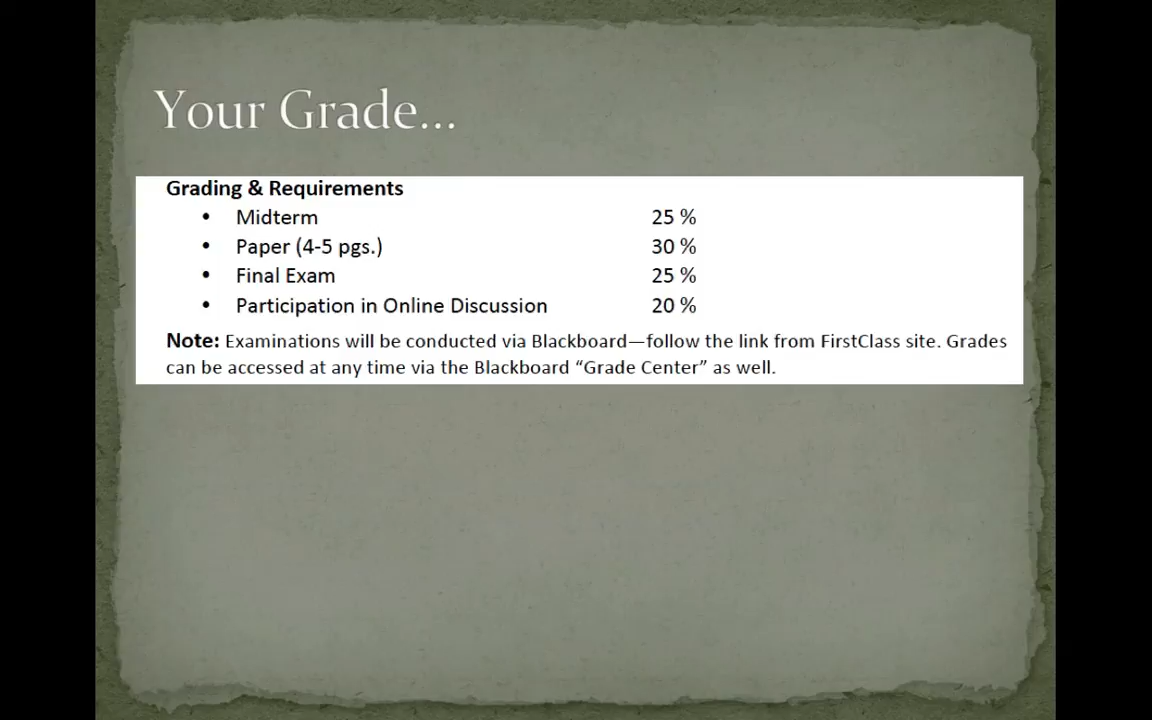 Your Grade...
Grading & Requirements
• Midterm 25 %
• Paper (4-5 pgs.) 30 %
• Final Exam 25 %
• Participation in Online Discussion 20 %
Note: Examinations will be conducted via Blackboard—follow the link from FirstClass site. Grades
can be accessed at any time via the Blackboard “Grade Center” as well.